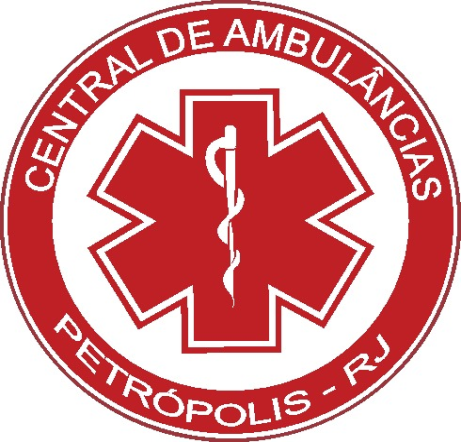 CENTRAL DE AMBULÂNCIAS
PETRÓPOLIS - RJ